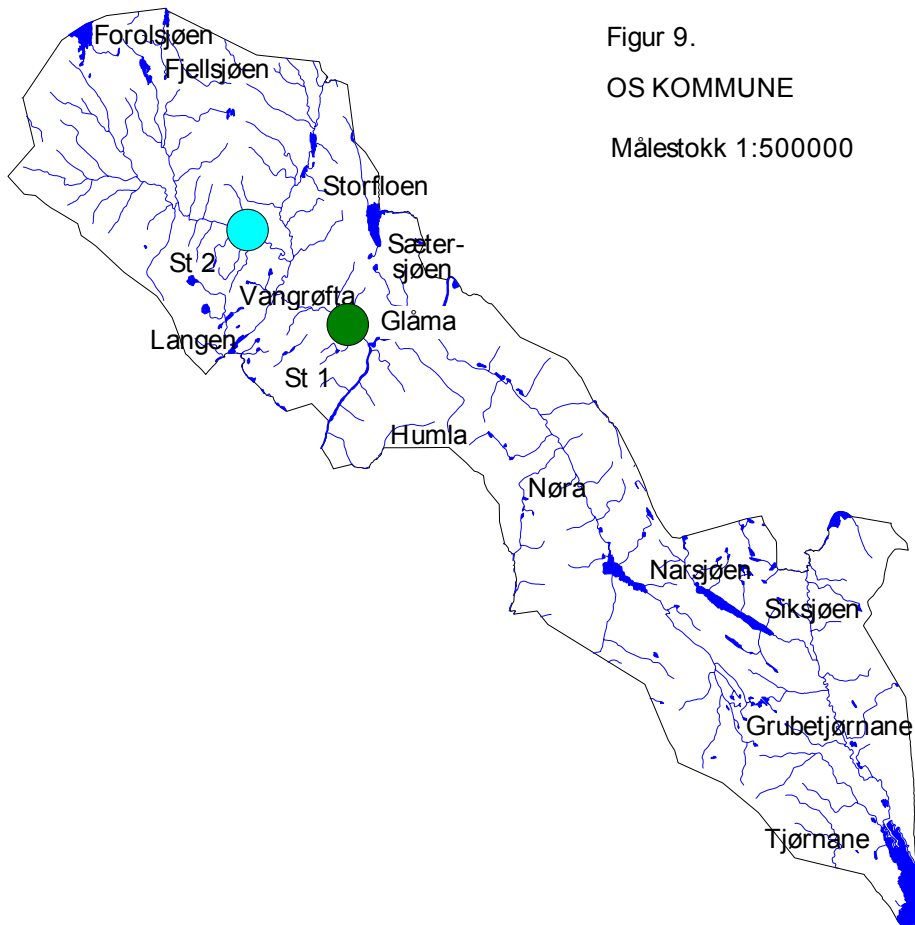 Figur 9.
OS KOMMUNE
Målestokk 1:500000
Forolsjøen
Fjellsjøen
Storfloen
Sæter-
sjøen
St 2
Vangrøfta
Glåma
Langen
St 1
Humla
Nøra
Narsjøen
Siksjøen
Grubetjørnane
Tjørnane